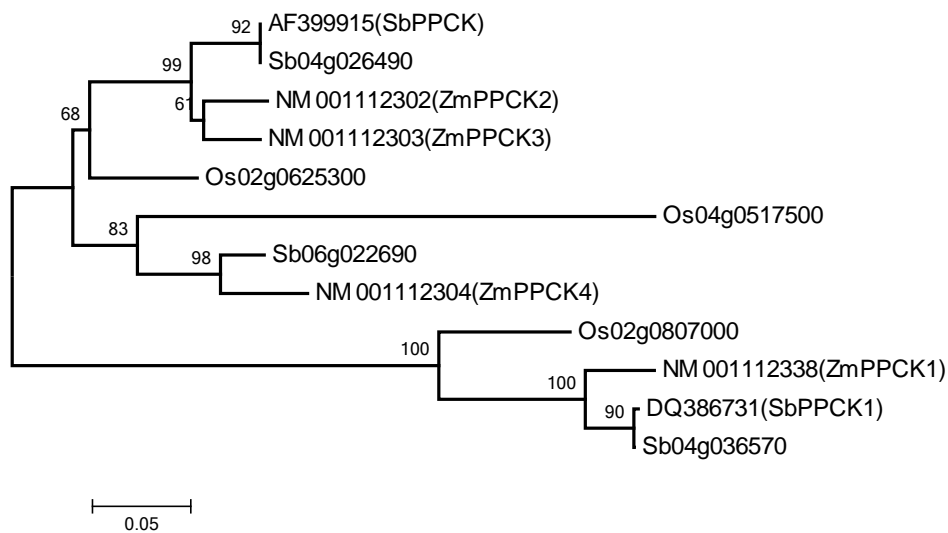 92
AF399915(SbPPCK)
Sb04g026490
99
61
NM 001112302(ZmPPCK2)
NM 001112303(ZmPPCK3)
68
Os02g0625300
Os04g0517500
83
Sb06g022690
98
NM 001112304(ZmPPCK4)
Os02g0807000
100
NM 001112338(ZmPPCK1)
100
DQ386731(SbPPCK1)
90
Sb04g036570
0.05